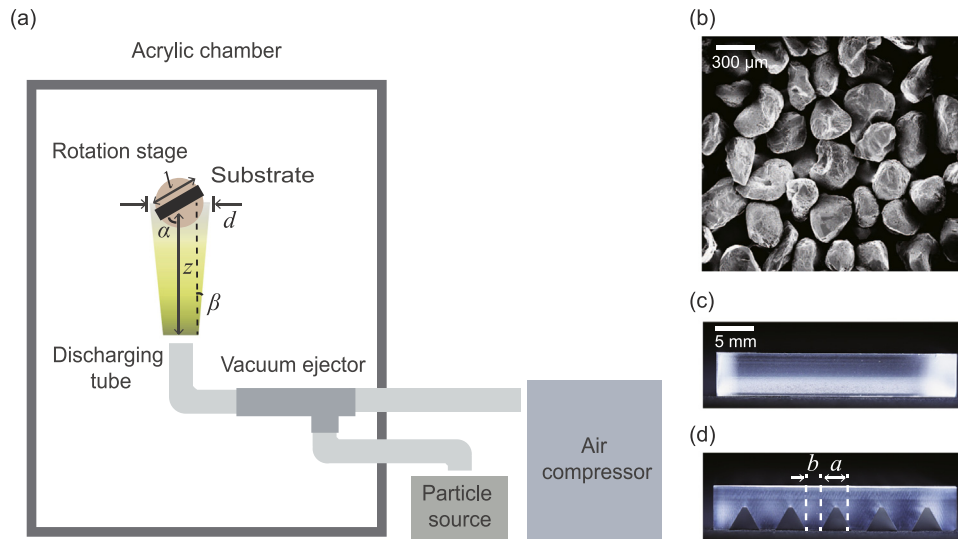 (a)
Acrylic chamber
Rotation stage
Substrate
d
α
z
β
Discharging
tube
Vacuum ejector
Air
compressor
Particle
source
(b)
300 μm
(c)
5 mm
(d)
b a